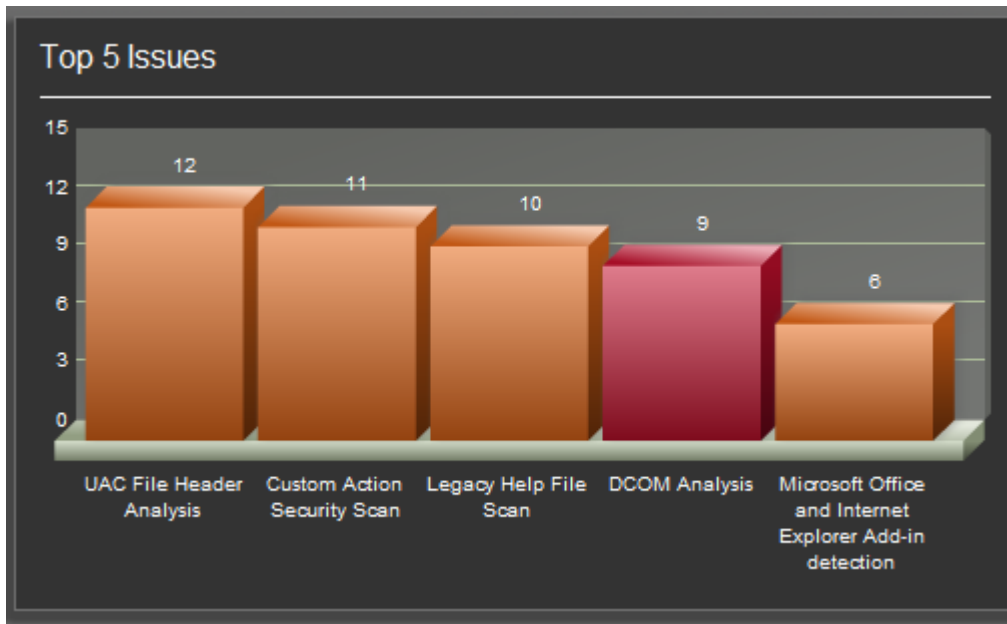 Top 5 Issues
15
12
9
6
3
0
12
11
10
9
6
UAC File Header
Analysis
Custom Action
Security Scan
Legacy Help File
Scan
DCOM Analysis
Microsoft Office
and Internet
Explorer Add-in
detection